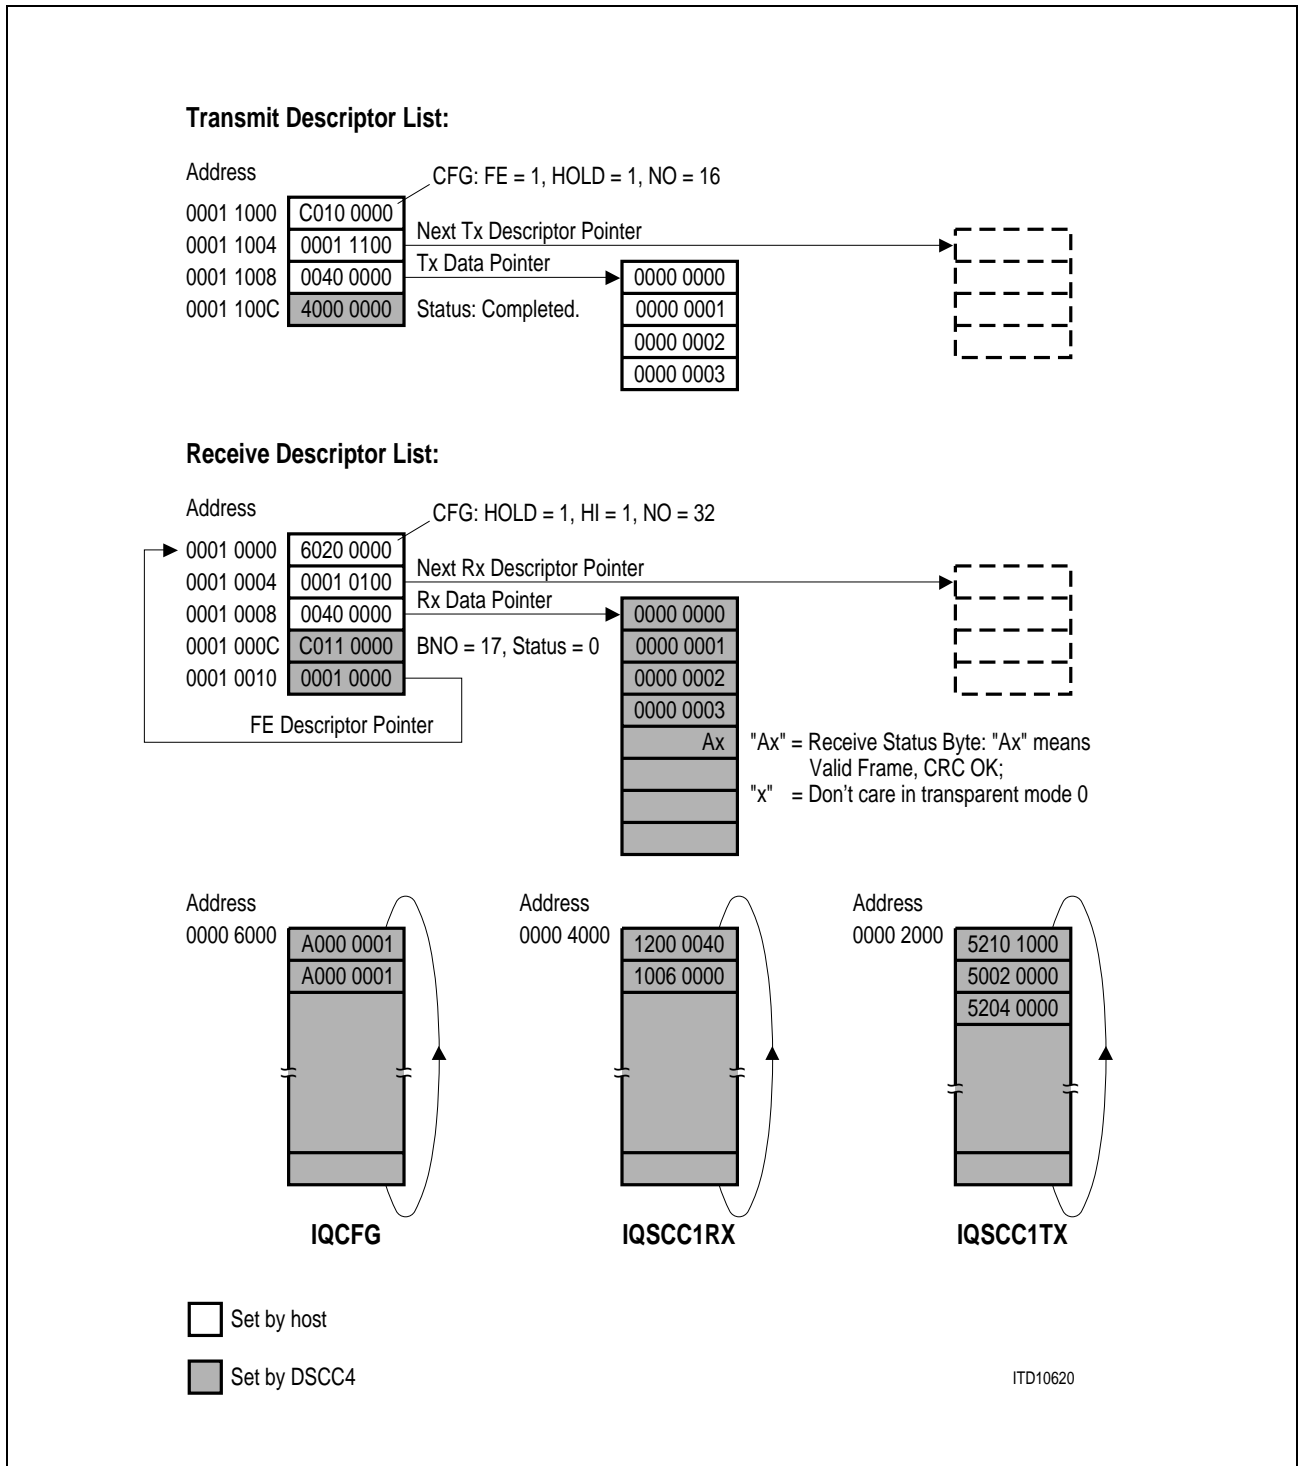 Transmit Descriptor List:
Address
CFG: FE = 1, HOLD = 1, NO = 16
0001 1000 C010 0000
0001 1004 0001 1100 Next Tx Descriptor Pointer
0001 1008 0040 0000 Tx Data Pointer 0000 0000
0001 100C 4000 0000 Status: Completed. 0000 0001
0000 0002
0000 0003
Receive Descriptor List:
Address
CFG: HOLD = 1, HI = 1, NO = 32
0001 0000 6020 0000
0001 0004 0001 0100 Next Rx Descriptor Pointer
0001 0008 0040 0000 Rx Data Pointer 0000 0000
0001 000C C011 0000 BNO = 17, Status = 0 0000 0001
0001 0010 0001 0000 0000 0002
0000 0003
FE Descriptor Pointer
Ax "Ax" = Receive Status Byte: "Ax" means
Valid Frame, CRC OK;
"x" = Don't care in transparent mode 0
Address Address Address
0000 6000 A000 0001 0000 4000 1200 0040 0000 2000 5210 1000
A000 0001 1006 0000 5002 0000
5204 0000
IQCFG IQSCC1RX IQSCC1TX
Set by host
Set by DSCC4
ITD10620